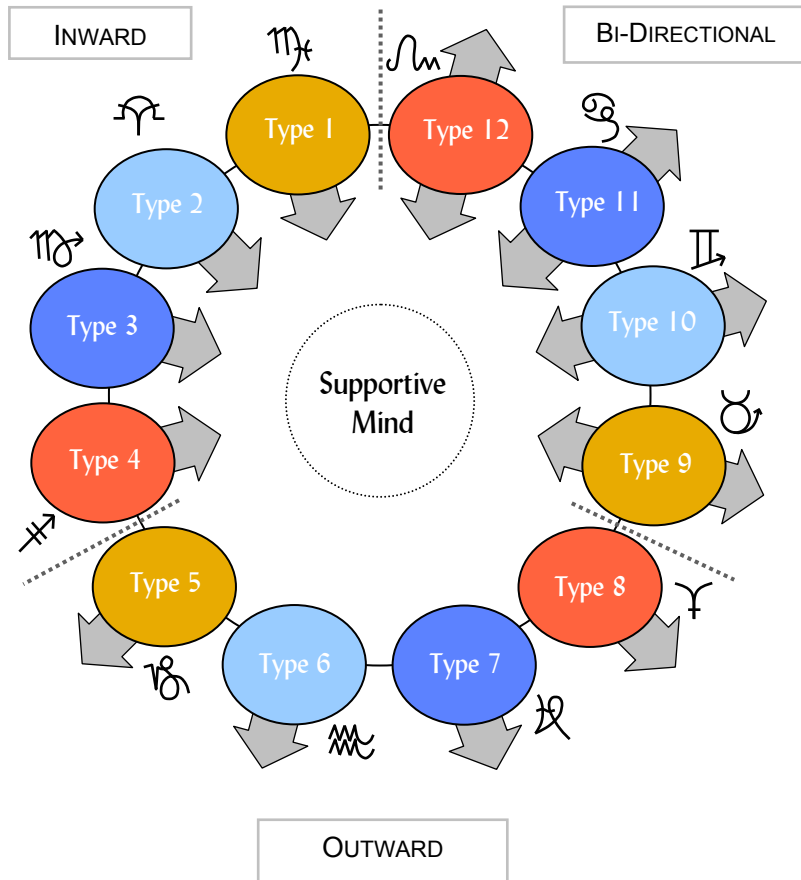 INWARD
BI-DIRECTIONAL
Type 1
Type 12
Type 2
Type 11
Type 3
Type 10
Supportive
Mind
Type 4
Type 9
Type 5
Type 8
Type 6
Type 7
OUTWARD